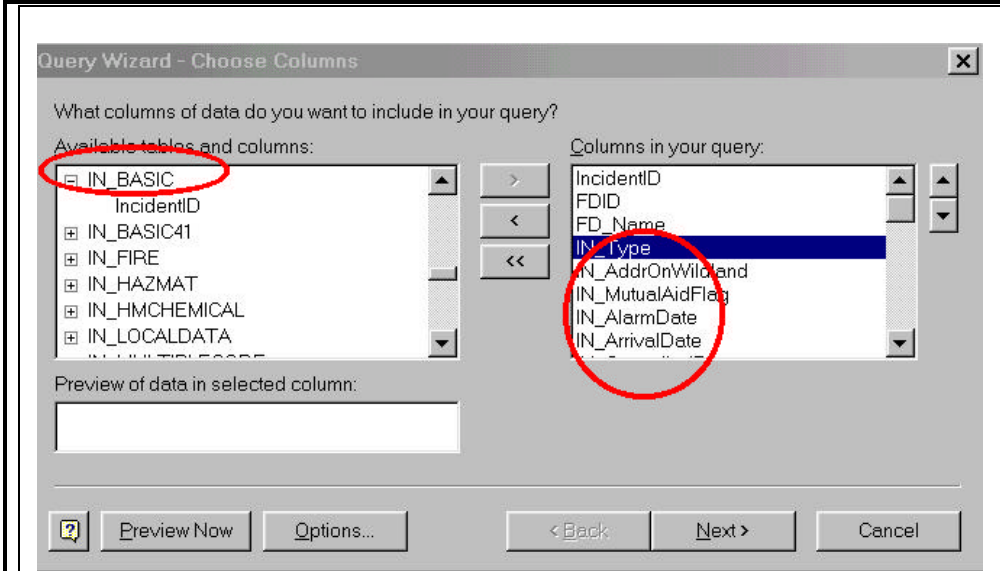 Query Wizard - Choose Columns
What columns of data do you want to include in your query?
Available tables and columns:
IN_BASIC
IncidentID
IN_BASIC41
IN_FIRE
IN_HAZMAT
IN_HMCHEMICAL
IN_LOCALDATA
>
<
<<
Columns in your query:
IncidentID
FDID
FD_Name
IN_Type
IN_AddrOnWildland
IN_MutualAidFlag
IN_AlarmDate
IN_ArrivalDate
Preview of data in selected column:
Preview Now
Options...
< Back
Next >
Cancel